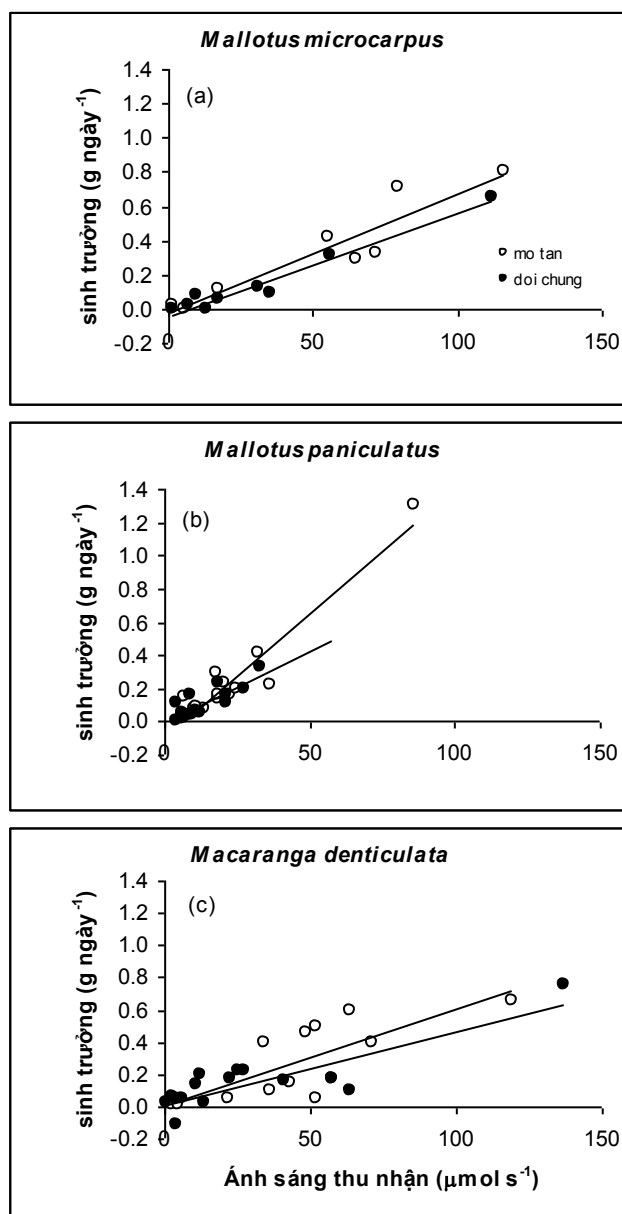 Mallotus microcarpus
sinh trưởng (g ngày⁻¹)
1.4
1.2
1.0
0.8
0.6
0.4
0.2
0.0
-0.2
(a)
mo tan
doi chung
0 50 100 150
Mallotus paniculatus
sinh trưởng (g ngày⁻¹)
1.4
1.2
1.0
0.8
0.6
0.4
0.2
0.0
-0.2
(b)
0 50 100 150
Macaranga denticulata
sinh trưởng (g ngày⁻¹)
1.4
1.2
1.0
0.8
0.6
0.4
0.2
0.0
-0.2
(c)
0 50 100 150
Ánh sáng thu nhận (μmol s⁻¹)